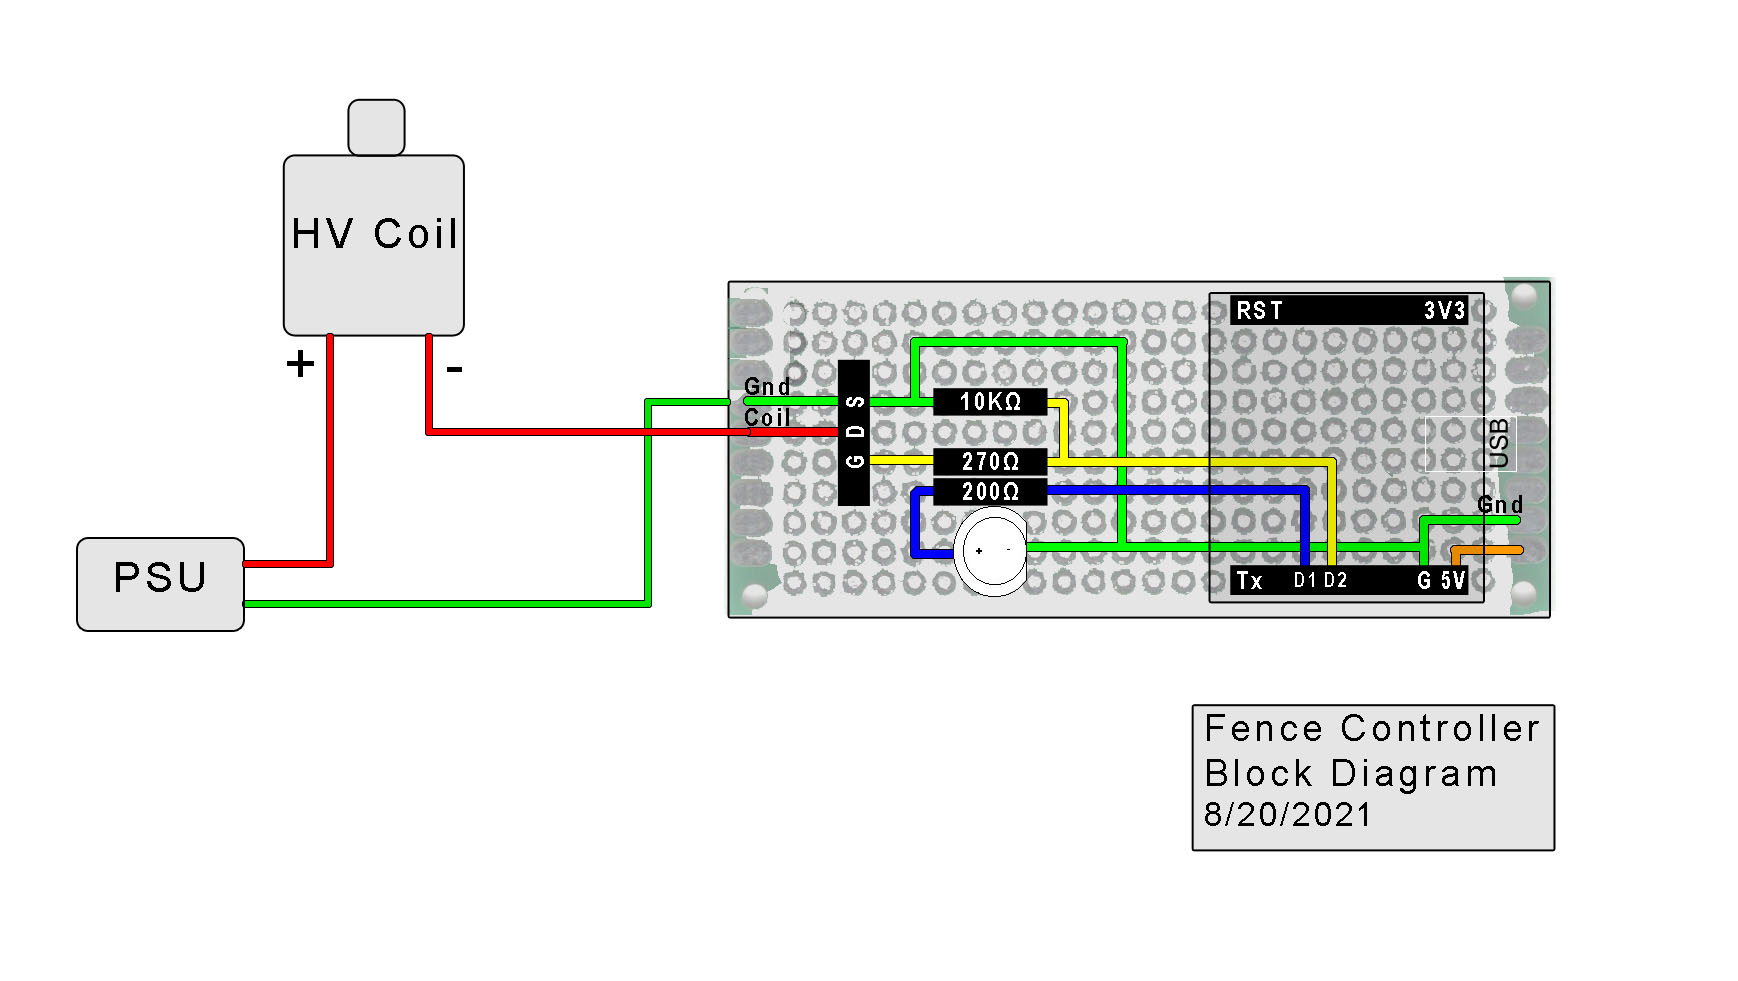 HV Coil
+ -
PSU
Gnd
Coil
S
D
G
10KΩ
270Ω
200Ω
+ -
RST 3V3
USB
Gnd
Tx D1 D2 G 5V
Fence Controller
Block Diagram
8/20/2021